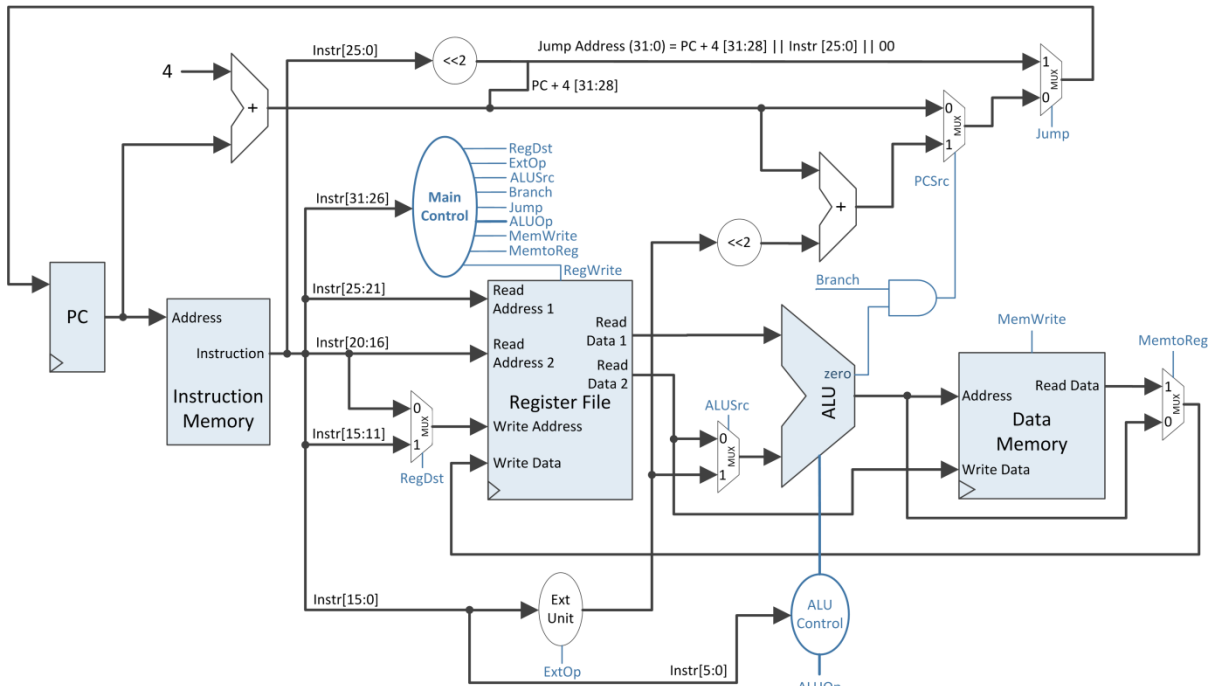 Instr[25:0]
<<2
Jump Address (31:0) = PC + 4 [31:28] || Instr [25:0] || 00
4
+
PC + 4 [31:28]
1
MUX
0
Jump
0
MUX
1
PCSrc
Instr[31:26]
Main
Control
RegDst
ExtOp
ALUSrc
Branch
Jump
ALUOp
MemWrite
MemtoReg
RegWrite
+
<<2
Branch
PC
Address
Instruction
Instruction
Memory
Instr[25:21]
Instr[20:16]
Instr[15:11]
0
MUX
1
RegDst
Read
Address 1
Read
Address 2
Register File
Write Address
Write Data
Read
Data 1
Read
Data 2
ALUSrc
0
MUX
1
zero
ALU
MemWrite
Address
Read Data
Data
Memory
Write Data
MemtoReg
1
MUX
0
Instr[15:0]
Ext
Unit
ExtOp
Instr[5:0]
ALU
Control
ALUOp